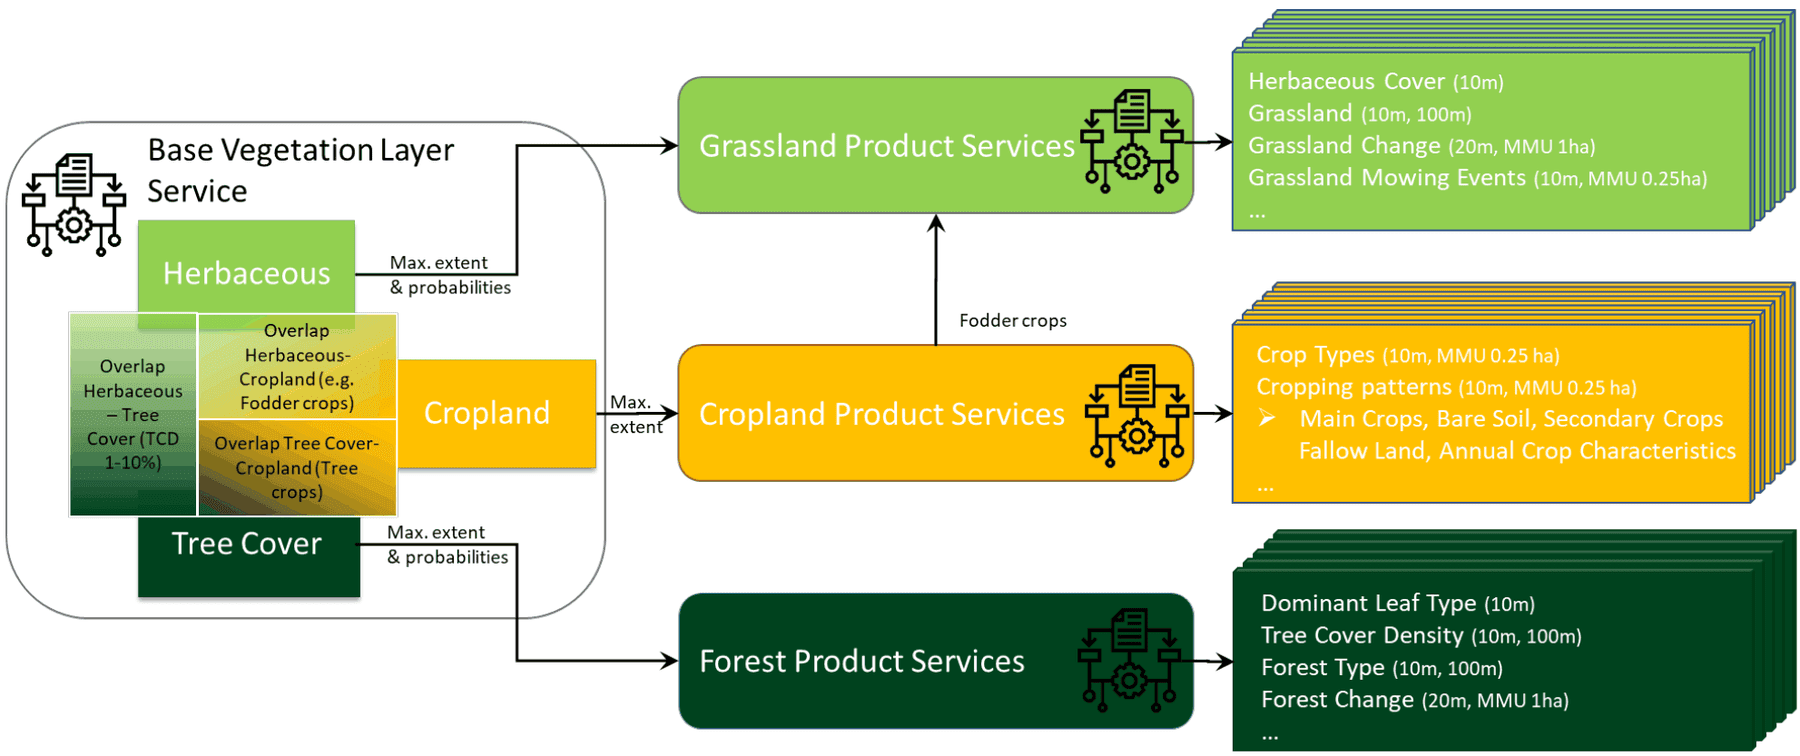 Base Vegetation Layer
Service
Herbaceous
Max. extent
& probabilities
Overlap
Herbaceous
– Tree
Cover (TCD
1-10%)
Overlap
Herbaceous-
Cropland (e.g.
Fodder crops)
Overlap Tree Cover-
Cropland (Tree
crops)
Cropland
Max.
extent
Tree Cover
Max. extent
& probabilities
Grassland Product Services
Fodder crops
Cropland Product Services
Forest Product Services
Herbaceous Cover (10m)
Grassland (10m, 100m)
Grassland Change (20m, MMU 1ha)
Grassland Mowing Events (10m, MMU 0.25ha)
...
Crop Types (10m, MMU 0.25 ha)
Cropping patterns (10m, MMU 0.25 ha)
➢ Main Crops, Bare Soil, Secondary Crops
Fallow Land, Annual Crop Characteristics
...
Dominant Leaf Type (10m)
Tree Cover Density (10m, 100m)
Forest Type (10m, 100m)
Forest Change (20m, MMU 1ha)
...